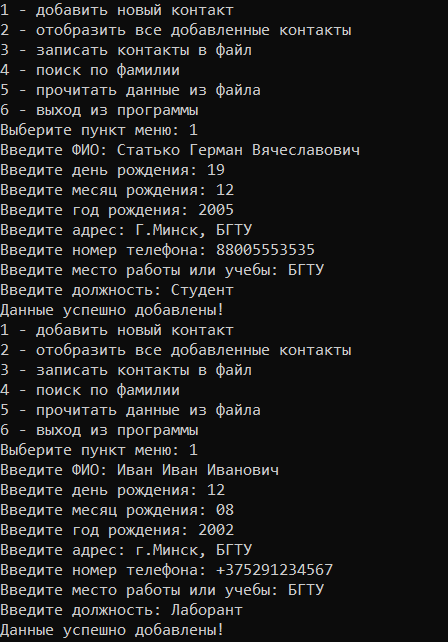 1 - добавить новый контакт
2 - отобразить все добавленные контакты
3 - записать контакты в файл
4 - поиск по фамилии
5 - прочитать данные из файла
6 - выход из программы
Выберите пункт меню: 1
Введите ФИО: Статько Герман Вячеславович
Введите день рождения: 19
Введите месяц рождения: 12
Введите год рождения: 2005
Введите адрес: Г.Минск, БГТУ
Введите номер телефона: 88005553535
Введите место работы или учебы: БГТУ
Введите должность: Студент
Данные успешно добавлены!
1 - добавить новый контакт
2 - отобразить все добавленные контакты
3 - записать контакты в файл
4 - поиск по фамилии
5 - прочитать данные из файла
6 - выход из программы
Выберите пункт меню: 1
Введите ФИО: Иван Иван Иванович
Введите день рождения: 12
Введите месяц рождения: 08
Введите год рождения: 2002
Введите адрес: г.Минск, БГТУ
Введите номер телефона: +375291234567
Введите место работы или учебы: БГТУ
Введите должность: Лаборант
Данные успешно добавлены!